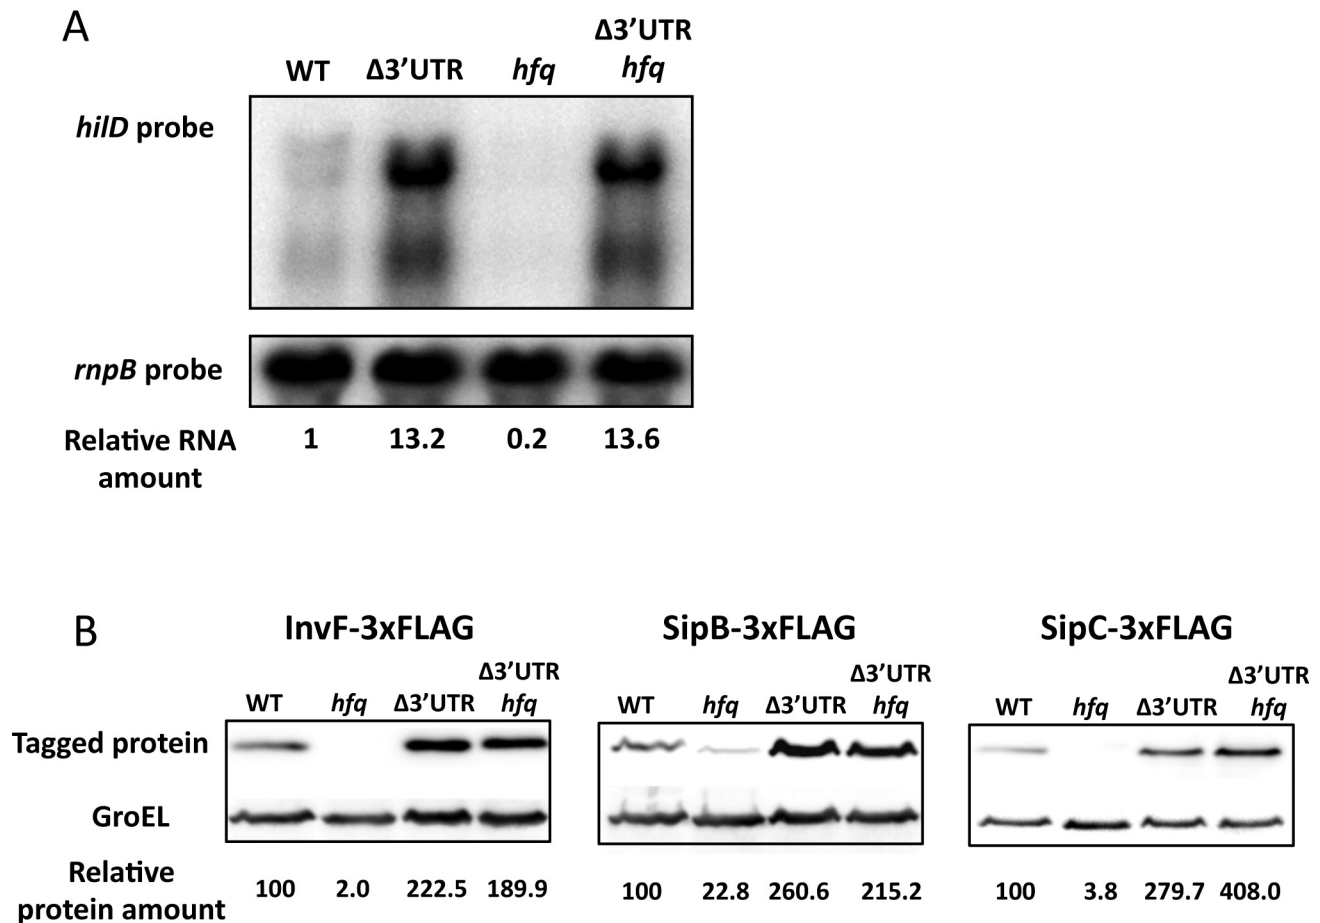 A
Δ3’UTR
WT Δ3’UTR hfq hfq
hilD probe
rnpB probe
Relative RNA 1 13.2 0.2 13.6
amount
B InvF-3xFLAG SipB-3xFLAG SipC-3xFLAG
Δ3’UTR Δ3’UTR Δ3’UTR
WT hfq Δ3’UTR hfq WT hfq Δ3’UTR hfq WT hfq Δ3’UTR hfq
Tagged protein
GroEL
Relative
protein amount 100 2.0 222.5 189.9 100 22.8 260.6 215.2 100 3.8 279.7 408.0